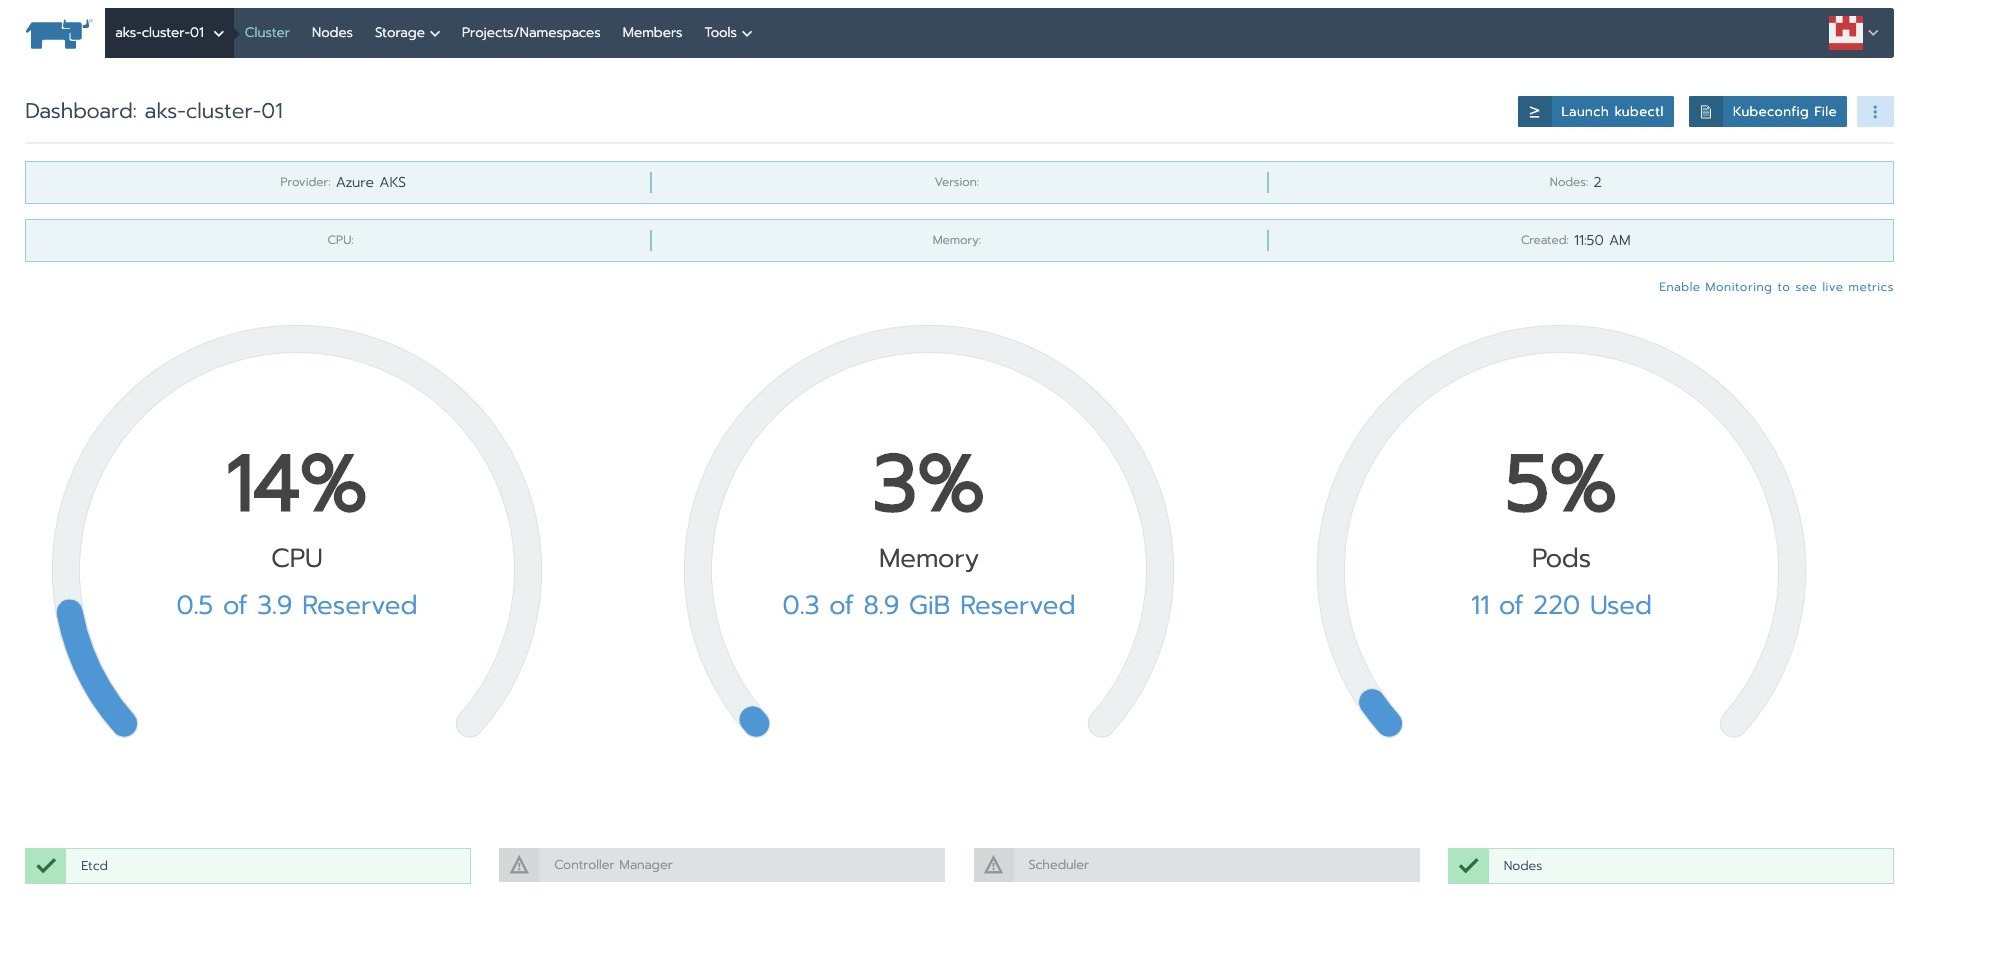 aks-cluster-01 Cluster Nodes Storage Projects/Namespaces Members Tools
Dashboard: aks-cluster-01
Launch kubectl
Kubeconfig File
Provider: Azure AKS
Version:
Nodes: 2
CPU:
Memory:
Created: 11:50 AM
Enable Monitoring to see live metrics
14%
CPU
0.5 of 3.9 Reserved
3%
Memory
0.3 of 8.9 GiB Reserved
5%
Pods
11 of 220 Used
Etcd
Controller Manager
Scheduler
Nodes